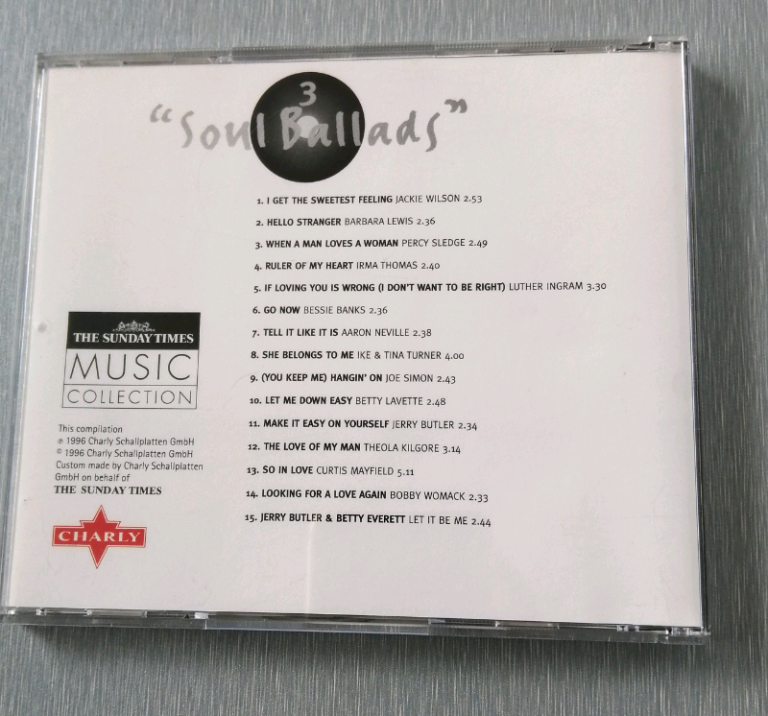 3
“Soul Ballads”
1. I GET THE SWEETEST FEELING JACKIE WILSON 2.53
2. HELLO STRANGER BARBARA LEWIS 2.36
3. WHEN A MAN LOVES A WOMAN PERCY SLEDGE 2.49
4. RULER OF MY HEART IRMA THOMAS 2.40
5. IF LOVING YOU IS WRONG (I DON'T WANT TO BE RIGHT) LUTHER INGRAM 3.30
6. GO NOW BESSIE BANKS 2.36
7. TELL IT LIKE IT IS AARON NEVILLE 2.38
8. SHE BELONGS TO ME IKE & TINA TURNER 4.00
9. (YOU KEEP ME) HANGIN' ON JOE SIMON 2.43
10. LET ME DOWN EASY BETTY LAVETTE 2.48
11. MAKE IT EASY ON YOURSELF JERRY BUTLER 2.34
12. THE LOVE OF MY MAN THEOLA KILGORE 3.14
13. SO IN LOVE CURTIS MAYFIELD 5.11
14. LOOKING FOR A LOVE AGAIN BOBBY WOMACK 2.33
15. JERRY BUTLER & BETTY EVERETT LET IT BE ME 2.44
THE SUNDAY TIMES
MUSIC
COLLECTION
This compilation
℗ 1996 Charly Schallplatten GmbH
© 1996 Charly Schallplatten GmbH
Custom made by Charly Schallplatten
GmbH on behalf of
THE SUNDAY TIMES
CHARLY